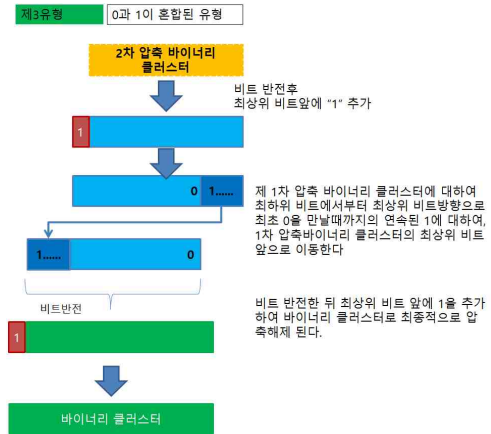 제3유형
0과 1이 혼합된 유형
2차 압축 바이너리
클러스터
비트 반전후
최상위 비트앞에 "1" 추가
1
0 1......
제 1차 압축 바이너리 클러스터에 대하여
최하위 비트에서부터 최상위 비트방향으로
최초 0을 만날때까지의 연속된 1에 대하여,
1차 압축바이너리 클러스터의 최상위 비트
앞으로 이동한다
1...... 0
비트반전
비트 반전한 뒤 최상위 비트 앞에 1을 추가
하여 바이너리 클러스터로 최종적으로 압
축해제 된다.
1
바이너리 클러스터